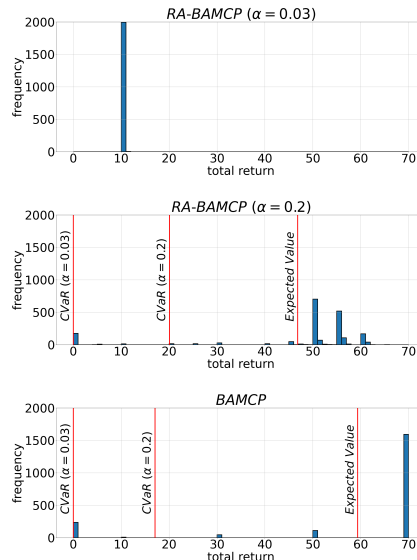 RA-BAMCP (α = 0.03)
2000
1500
1000
500
0
frequency
0 10 20 30 40 50 60 70
total return
RA-BAMCP (α = 0.2)
2000
1500
1000
500
0
frequency
CVaR (α = 0.03)
CVaR (α = 0.2)
Expected Value
0 10 20 30 40 50 60 70
total return
BAMCP
2000
1500
1000
500
0
frequency
CVaR (α = 0.03)
CVaR (α = 0.2)
Expected Value
0 10 20 30 40 50 60 70
total return